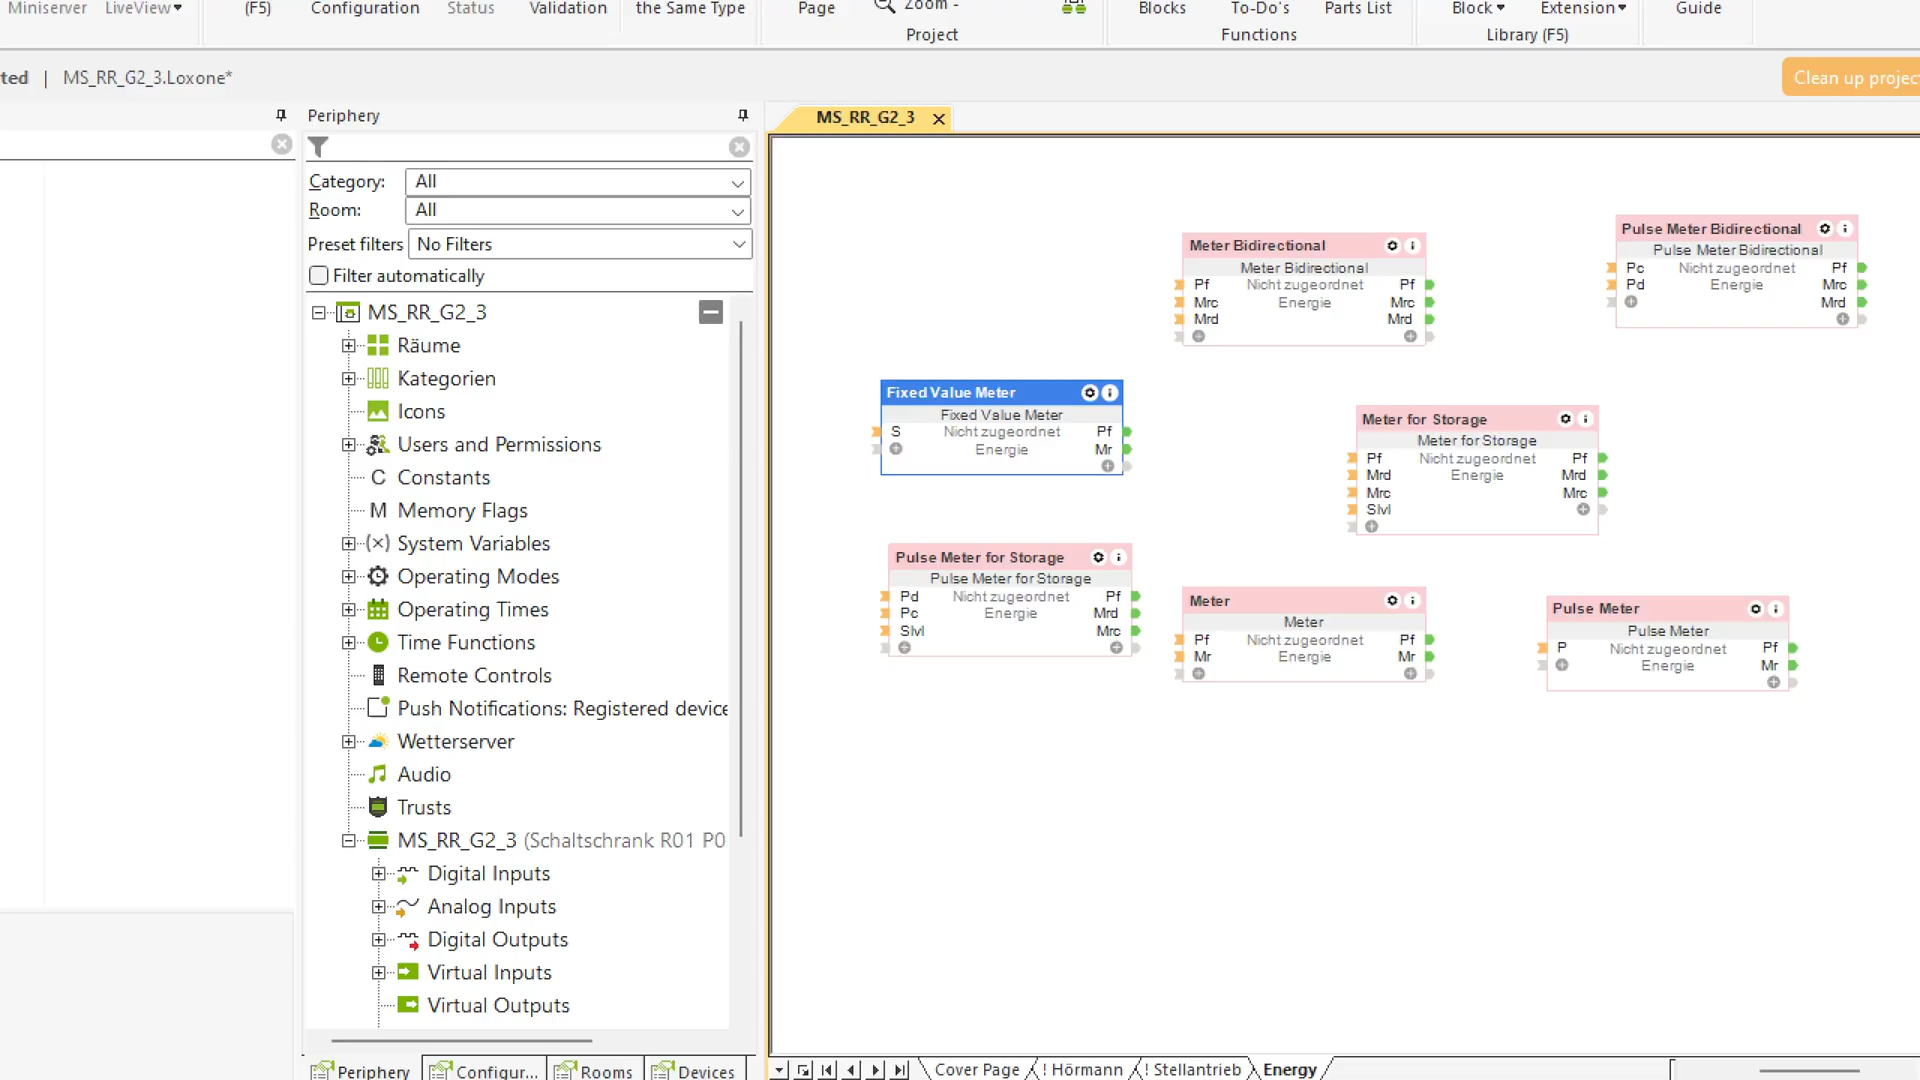 Miniserver LiveView (F5) Configuration Status Validation the Same Type Page Zoom - Blocks To-Do's Parts List Block Extension Guide
Project Functions Library (F5)
ted | MS_RR_G2_3.Loxone*
Clean up project
Periphery
MS_RR_G2_3
Category: All
Room: All
Preset filters No Filters
Filter automatically
MS_RR_G2_3
Räume
Kategorien
Icons
Users and Permissions
C Constants
M Memory Flags
(×) System Variables
Operating Modes
Operating Times
Time Functions
Remote Controls
Push Notifications: Registered device
Wetterserver
Audio
Trusts
MS_RR_G2_3 (Schaltschrank R01 P0
Digital Inputs
Analog Inputs
Digital Outputs
Virtual Inputs
Virtual Outputs
Periphery Configur... Rooms Devices
Meter Bidirectional
Meter Bidirectional
Pf Nicht zugeordnet Pf
Mrc Energie Mrc
Mrd Mrd
Pulse Meter Bidirectional
Pulse Meter Bidirectional
Pc Nicht zugeordnet Pf
Pd Energie Mrc
Mrd
Fixed Value Meter
Fixed Value Meter
S Nicht zugeordnet Pf
Energie Mr
Meter for Storage
Meter for Storage
Pf Nicht zugeordnet Pf
Mrd Energie Mrd
Mrc Mrc
Slvl
Pulse Meter for Storage
Pulse Meter for Storage
Pd Nicht zugeordnet Pf
Pc Energie Mrd
Slvl Mrc
Meter
Meter
Pf Nicht zugeordnet Pf
Mr Energie Mr
Pulse Meter
Pulse Meter
P Nicht zugeordnet Pf
Energie Mr
Cover Page ! Hörmann ! Stellantrieb Energy